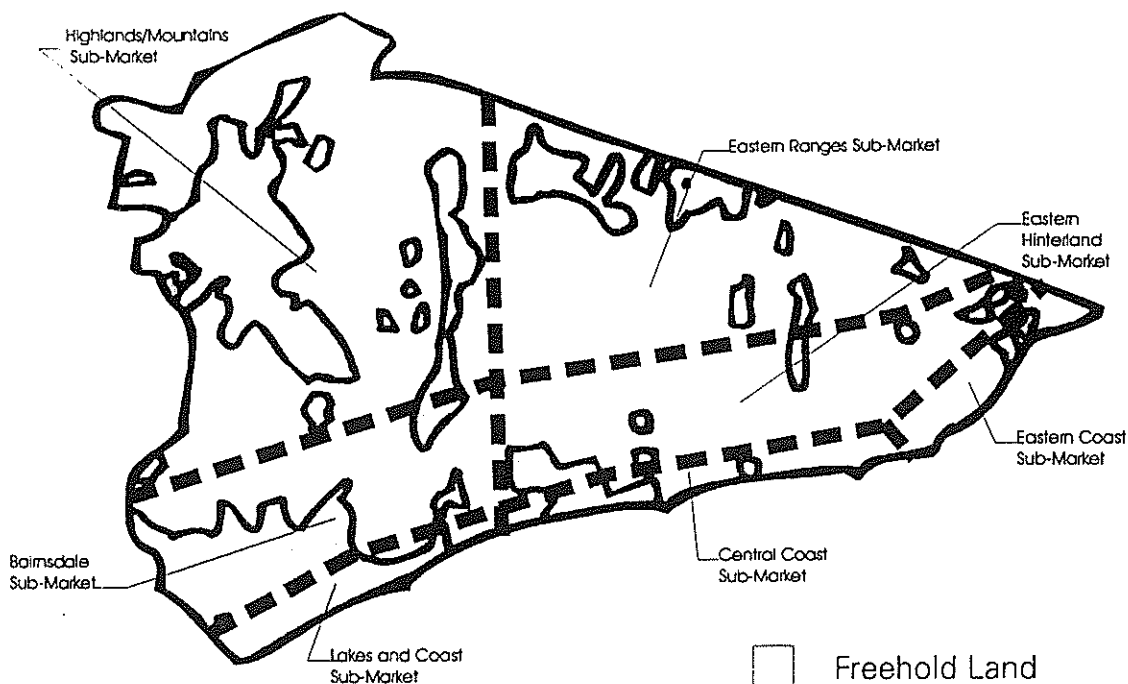 Highlands/Mountains
Sub-Market
Eastern Ranges Sub-Market
Eastern
Hinterland
Sub-Market
Eastern Coast
Sub-Market
Bairnsdale
Sub-Market
Central Coast
Sub-Market
Lakes and Coast
Sub-Market
Freehold Land